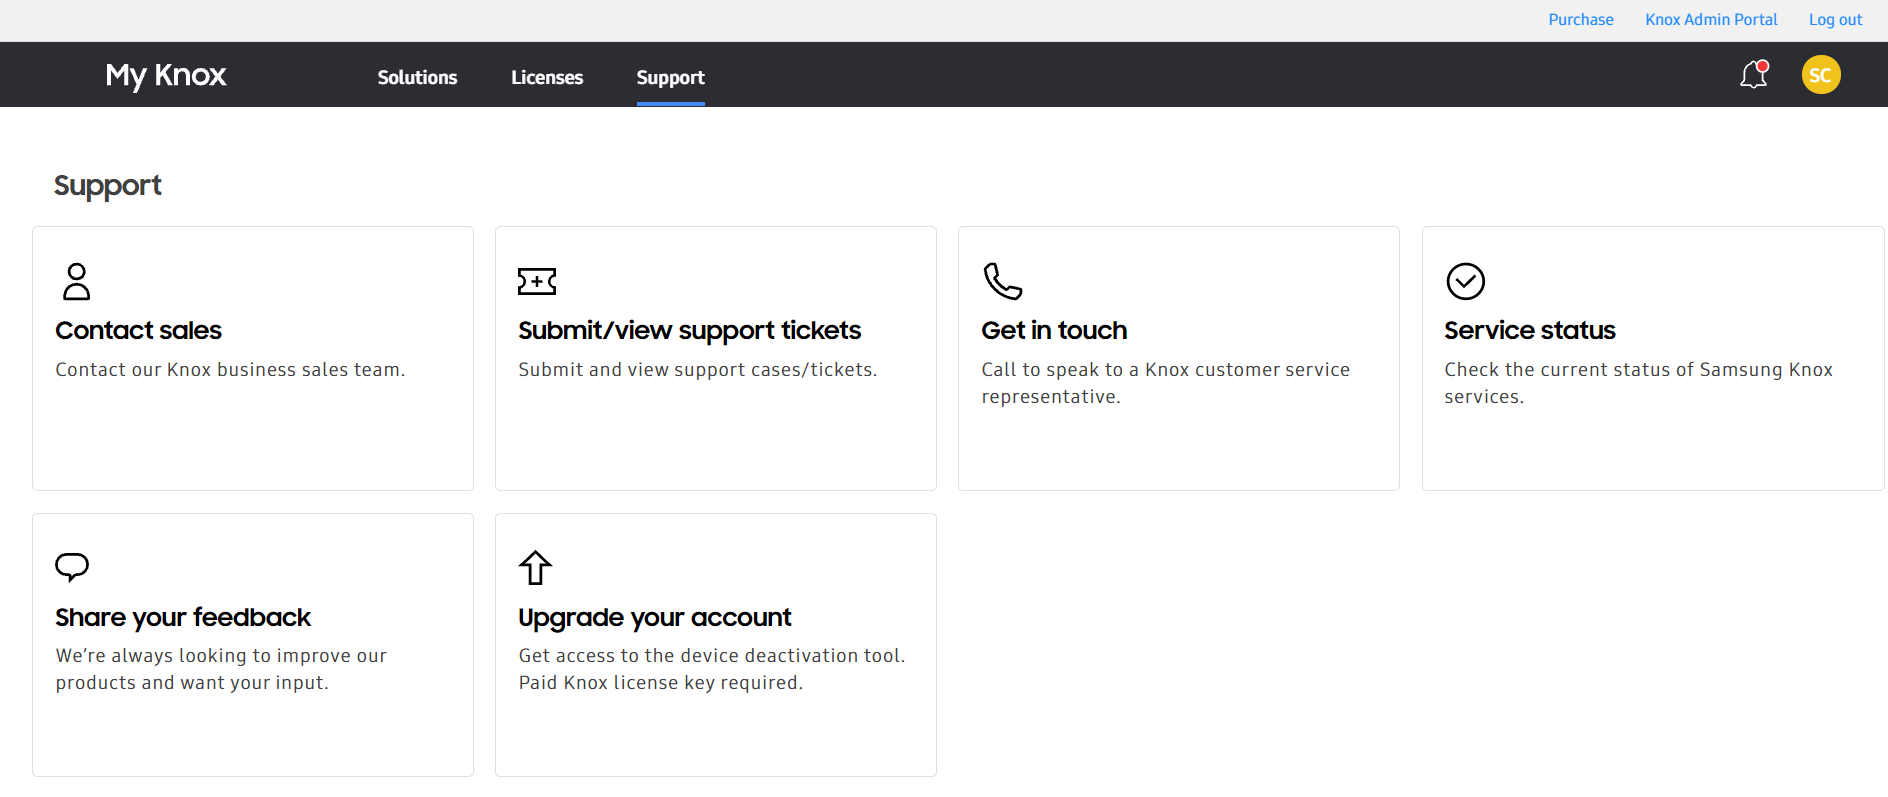 Purchase Knox Admin Portal Log out
My Knox Solutions Licenses Support SC
Support
Contact sales
Contact our Knox business sales team.
Submit/view support tickets
Submit and view support cases/tickets.
Get in touch
Call to speak to a Knox customer service
representative.
Service status
Check the current status of Samsung Knox
services.
Share your feedback
We’re always looking to improve our
products and want your input.
Upgrade your account
Get access to the device deactivation tool.
Paid Knox license key required.